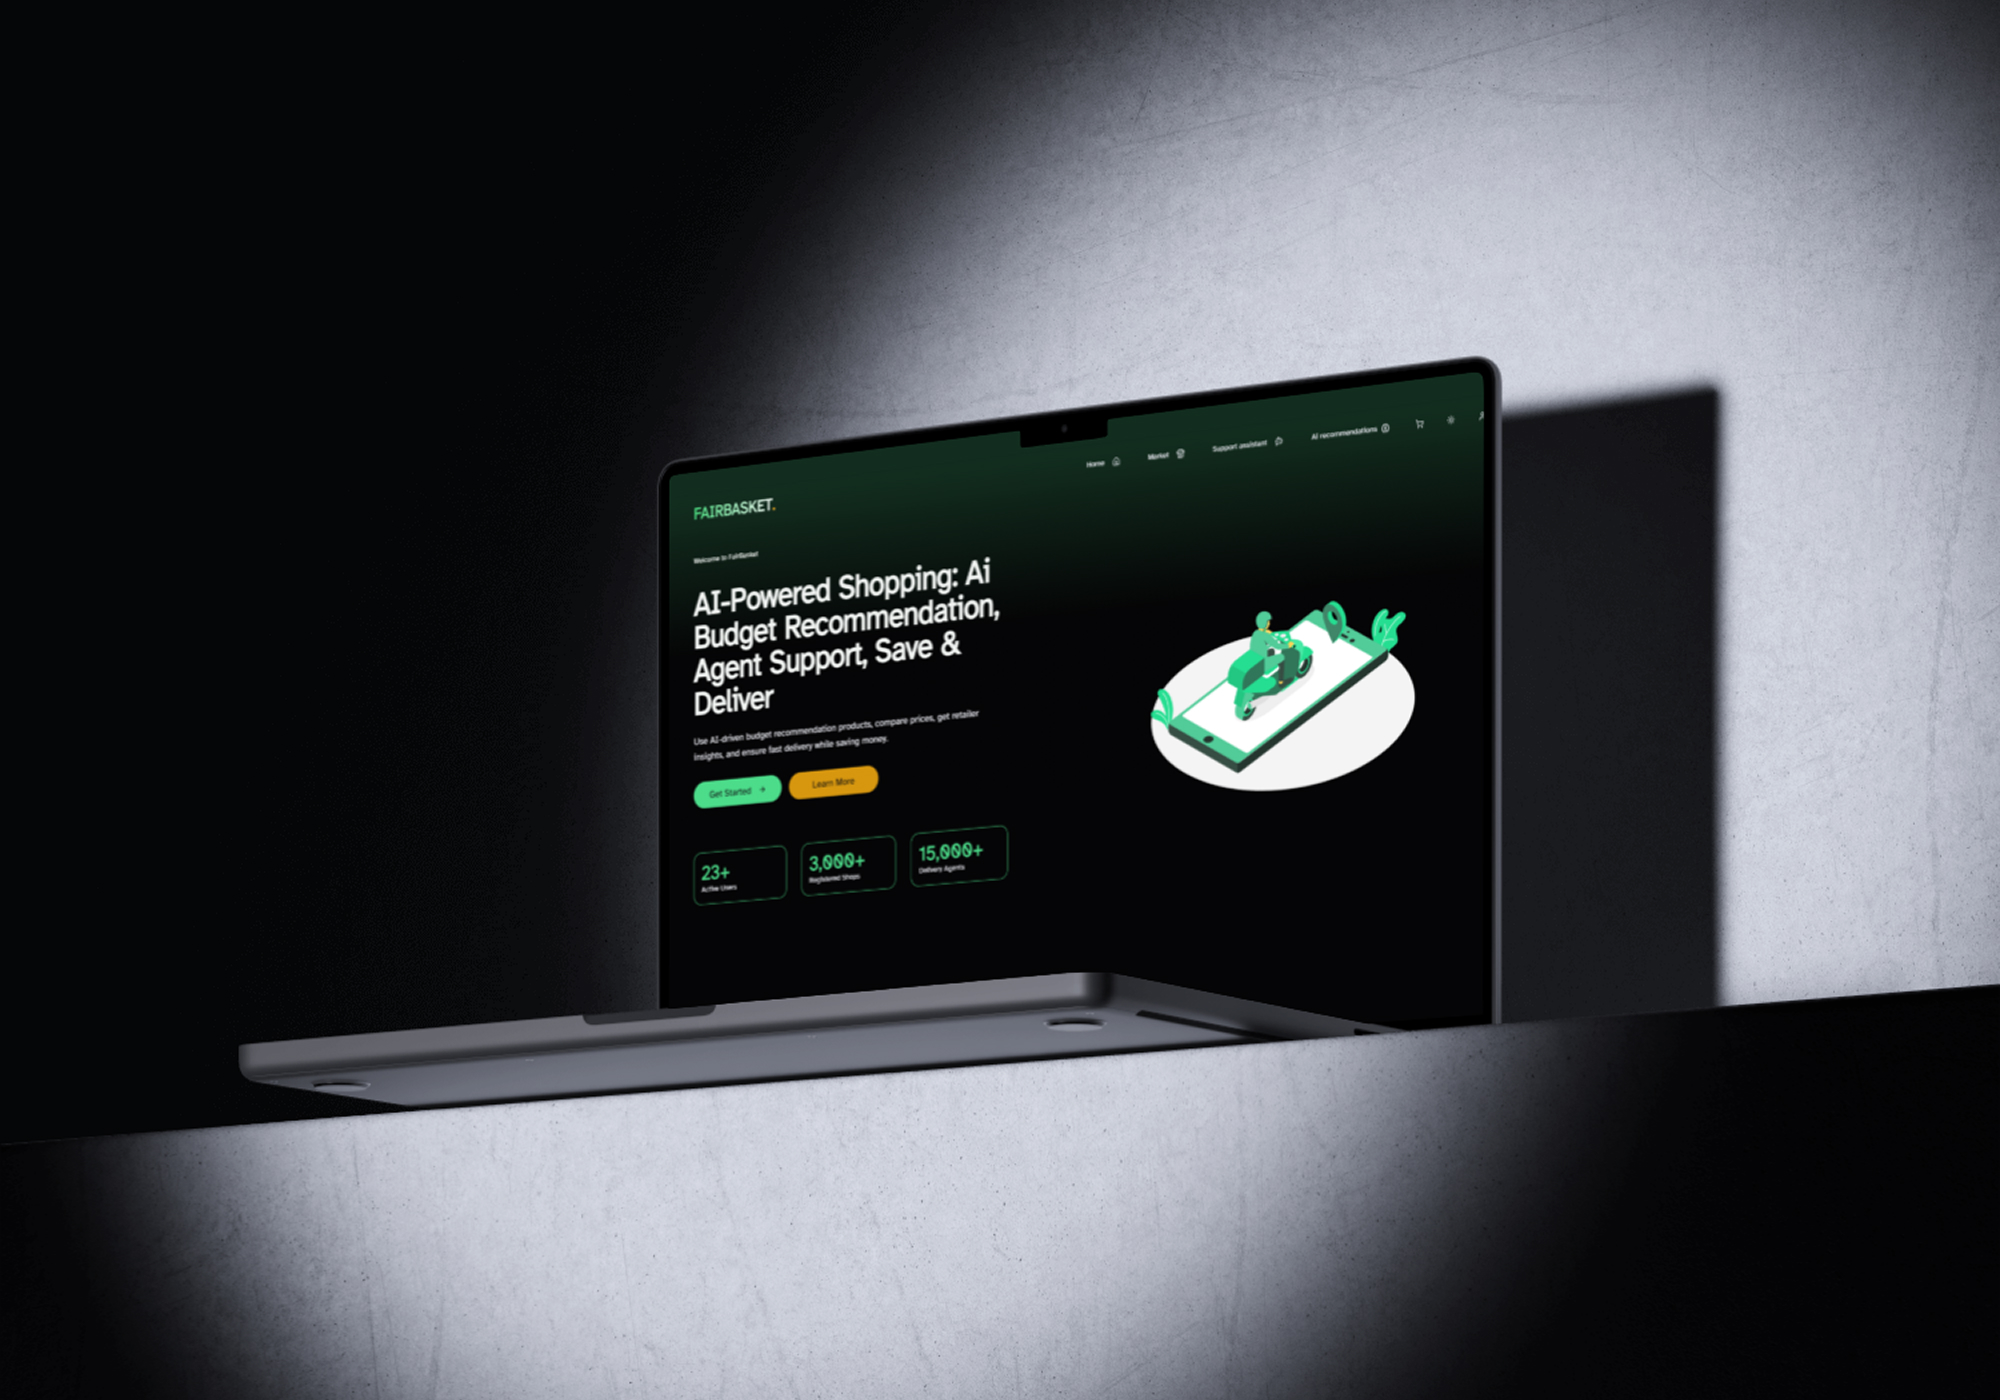 Home
Market
Support assistant
AI recommendations
FAIRBASKET.
Welcome to FairBasket
AI-Powered Shopping: Ai
Budget Recommendation,
Agent Support, Save &
Deliver
Use AI-driven budget recommendation products, compare prices, get retailer
insights, and ensure fast delivery while saving money.
Get Started
Learn More
23+
Active Users
3,000+
Registered Shops
15,000+
Delivery Agents